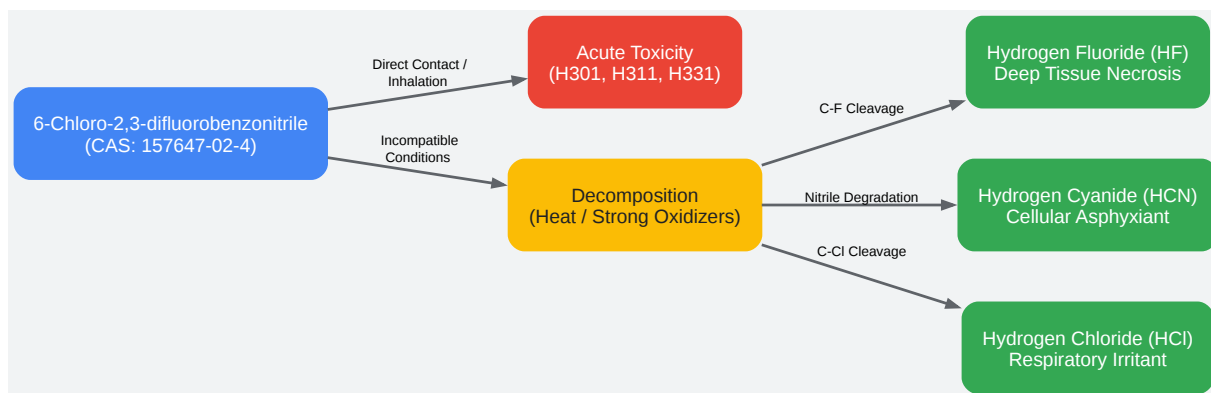 6-Chloro-2,3-difluorobenzonitrile
(CAS: 157647-02-4)
Direct Contact /
Inhalation
Incompatible
Conditions
Acute Toxicity
(H301, H311, H331)
Decomposition
(Heat / Strong Oxidizers)
C-F Cleavage
Nitrile Degradation
C-Cl Cleavage
Hydrogen Fluoride (HF)
Deep Tissue Necrosis
Hydrogen Cyanide (HCN)
Cellular Asphyxiant
Hydrogen Chloride (HCl)
Respiratory Irritant